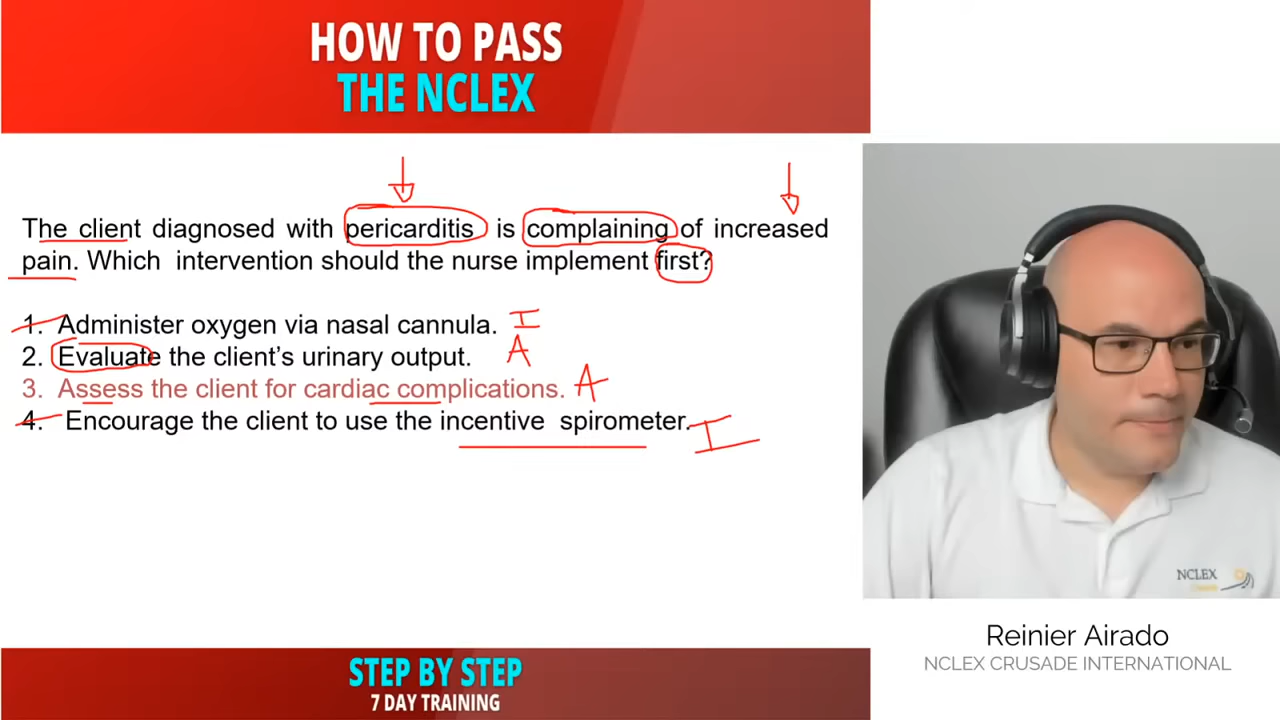 HOW TO PASS
THE NCLEX
The client diagnosed with pericarditis is complaining of increased
pain. Which intervention should the nurse implement first?
1. Administer oxygen via nasal cannula. I
2. Evaluate the client's urinary output. A
3. Assess the client for cardiac complications. A
4. Encourage the client to use the incentive spirometer. I
NCLEX
Reinier Airado
NCLEX CRUSADE INTERNATIONAL
STEP BY STEP
7 DAY TRAINING